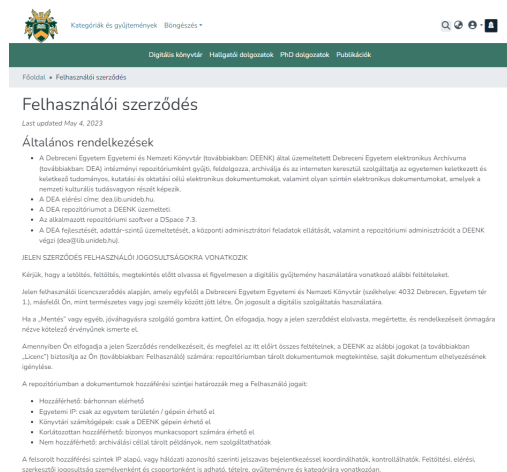 Kategóriák és gyűjtemények Böngészés
Digitális könyvtár Hallgatói dolgozatok PhD dolgozatok Publikációk
Főoldal • Felhasználói szerződés
Felhasználói szerződés
Last updated May 4, 2023
Általános rendelkezések
• A Debreceni Egyetem Egyetemi és Nemzeti Könyvtár (továbbiakban: DEENK) által üzemeltetett Debreceni Egyetem elektronikus Archívuma
(továbbiakban: DEA) intézményi repozitóriumként gyűjti, feldolgozza, archiválja és az interneten keresztül szolgáltatja az egyetemen keletkezett és
keletkező tudományos, kutatási és oktatási célú elektronikus dokumentumokat, valamint olyan szintén elektronikus dokumentumokat, amelyek a
nemzeti kulturális tudásvagyon részét képezik.
• A DEA elérési címe: dea.lib.unideb.hu.
• A DEA repozitóriumot a DEENK üzemelteti.
• Az alkalmazott repozitóriumi szoftver a DSpace 7.3.
• A DEA fejlesztését, adattár-szintű üzemeltetését, a központi adminisztrátori feladatok ellátását, valamint a repozitóriumi adminisztrációt a DEENK
végzi (dea@lib.unideb.hu).
JELEN SZERZŐDÉS FELHASZNÁLÓI JOGOSULTSÁGOKRA VONATKOZIK
Kérjük, hogy a letöltés, feltöltés, megtekintés előtt olvassa el figyelmesen a digitális gyűjtemény használatára vonatkozó alábbi feltételeket.
Jelen felhasználói licencszerződés alapján, amely egyfelől a Debreceni Egyetem Egyetemi és Nemzeti Könyvtár (székhelye: 4032 Debrecen, Egyetem tér
1.), másfelől Ön, mint természetes vagy jogi személy között jött létre, Ön jogosult a digitális szolgáltatás használatára.
Ha a „Mentés” vagy egyéb, jóváhagyásra szolgáló gombra kattint, Ön elfogadja, hogy a jelen szerződést elolvasta, megértette, és rendelkezéseit önmagára
nézve kötelező érvényűnek ismerte el.
Amennyiben Ön elfogadja a jelen Szerződés rendelkezéseit, és megfelel az itt előírt összes feltételnek, a DEENK az alábbi jogokat (a továbbiakban
„Licenc”) biztosítja az Ön (továbbiakban: Felhasználó) számára: repozitóriumban tárolt dokumentumok megtekintése, saját dokumentum elhelyezésének
igénylése.
A repozitóriumban a dokumentumok hozzáférési szintjei határozzák meg a Felhasználó jogait:
• Hozzáférhető: bárhonnan elérhető
• Egyetemi IP: csak az egyetem területén / gépein érhető el
• Könyvtári számítógépek: csak a DEENK gépein érhető el
• Korlátozottan hozzáférhető: bizonyos munkacsoport számára érhető el
• Nem hozzáférhető: archiválási céllal tárolt példányok, nem szolgáltathatóak
A felsorolt hozzáférési szintek IP alapú, vagy hálózati azonosító szerinti jelszavas bejelentkezéssel koordinálhatók, kontrollálhatók. Feltöltési, elérési,
szerkesztői jogosultság személyenként és csoportonként is adható, tételre, gyűjteményre és kategóriára vonatkozóan.